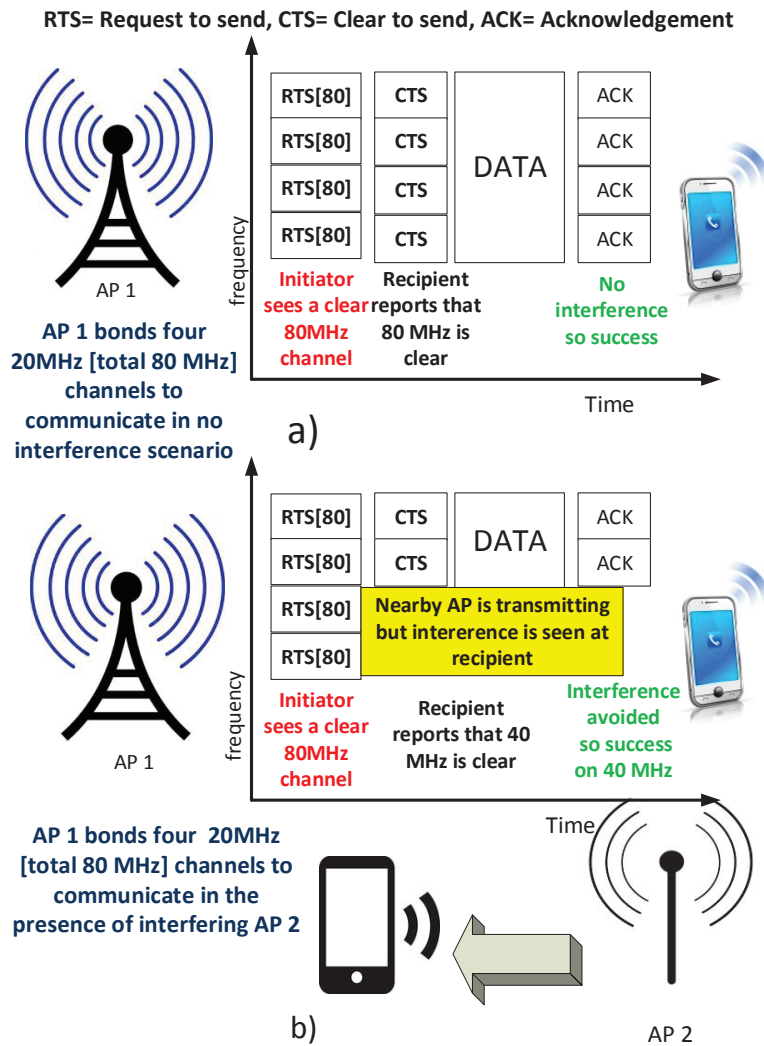 RTS= Request to send, CTS= Clear to send, ACK= Acknowledgement
RTS[80] CTS ACK
RTS[80] CTS ACK
DATA
RTS[80] CTS ACK
RTS[80] CTS ACK
frequency
AP 1
Initiator
sees a clear
80MHz
channel
Recipient
reports that
80 MHz is
clear
No
interference
so success
AP 1 bonds four
20MHz [total 80 MHz]
channels to
communicate in no
interference scenario
Time
a)
RTS[80] CTS ACK
DATA
RTS[80] CTS ACK
RTS[80]
RTS[80]
Nearby AP is transmitting
but intererence is seen at
recipient
frequency
AP 1
Initiator
sees a clear
80MHz
channel
Recipient
reports that 40
MHz is clear
Interference
avoided
so success
on 40 MHz
Time
AP 1 bonds four 20MHz
[total 80 MHz] channels to
communicate in the
presence of interfering AP 2
b)
AP 2